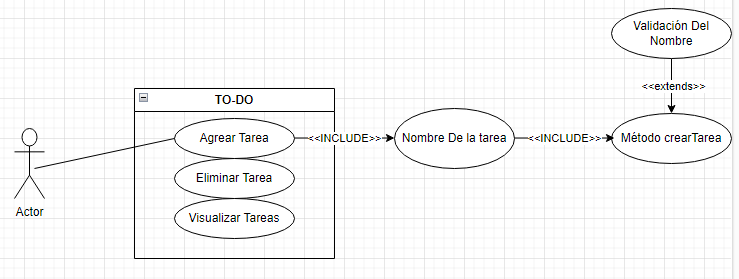 Validación Del
Nombre
<<extends>>
TO-DO
Agrear Tarea
<<INCLUDE>>
Nombre De la tarea
<<INCLUDE>>
Método crearTarea
Eliminar Tarea
Visualizar Tareas
Actor